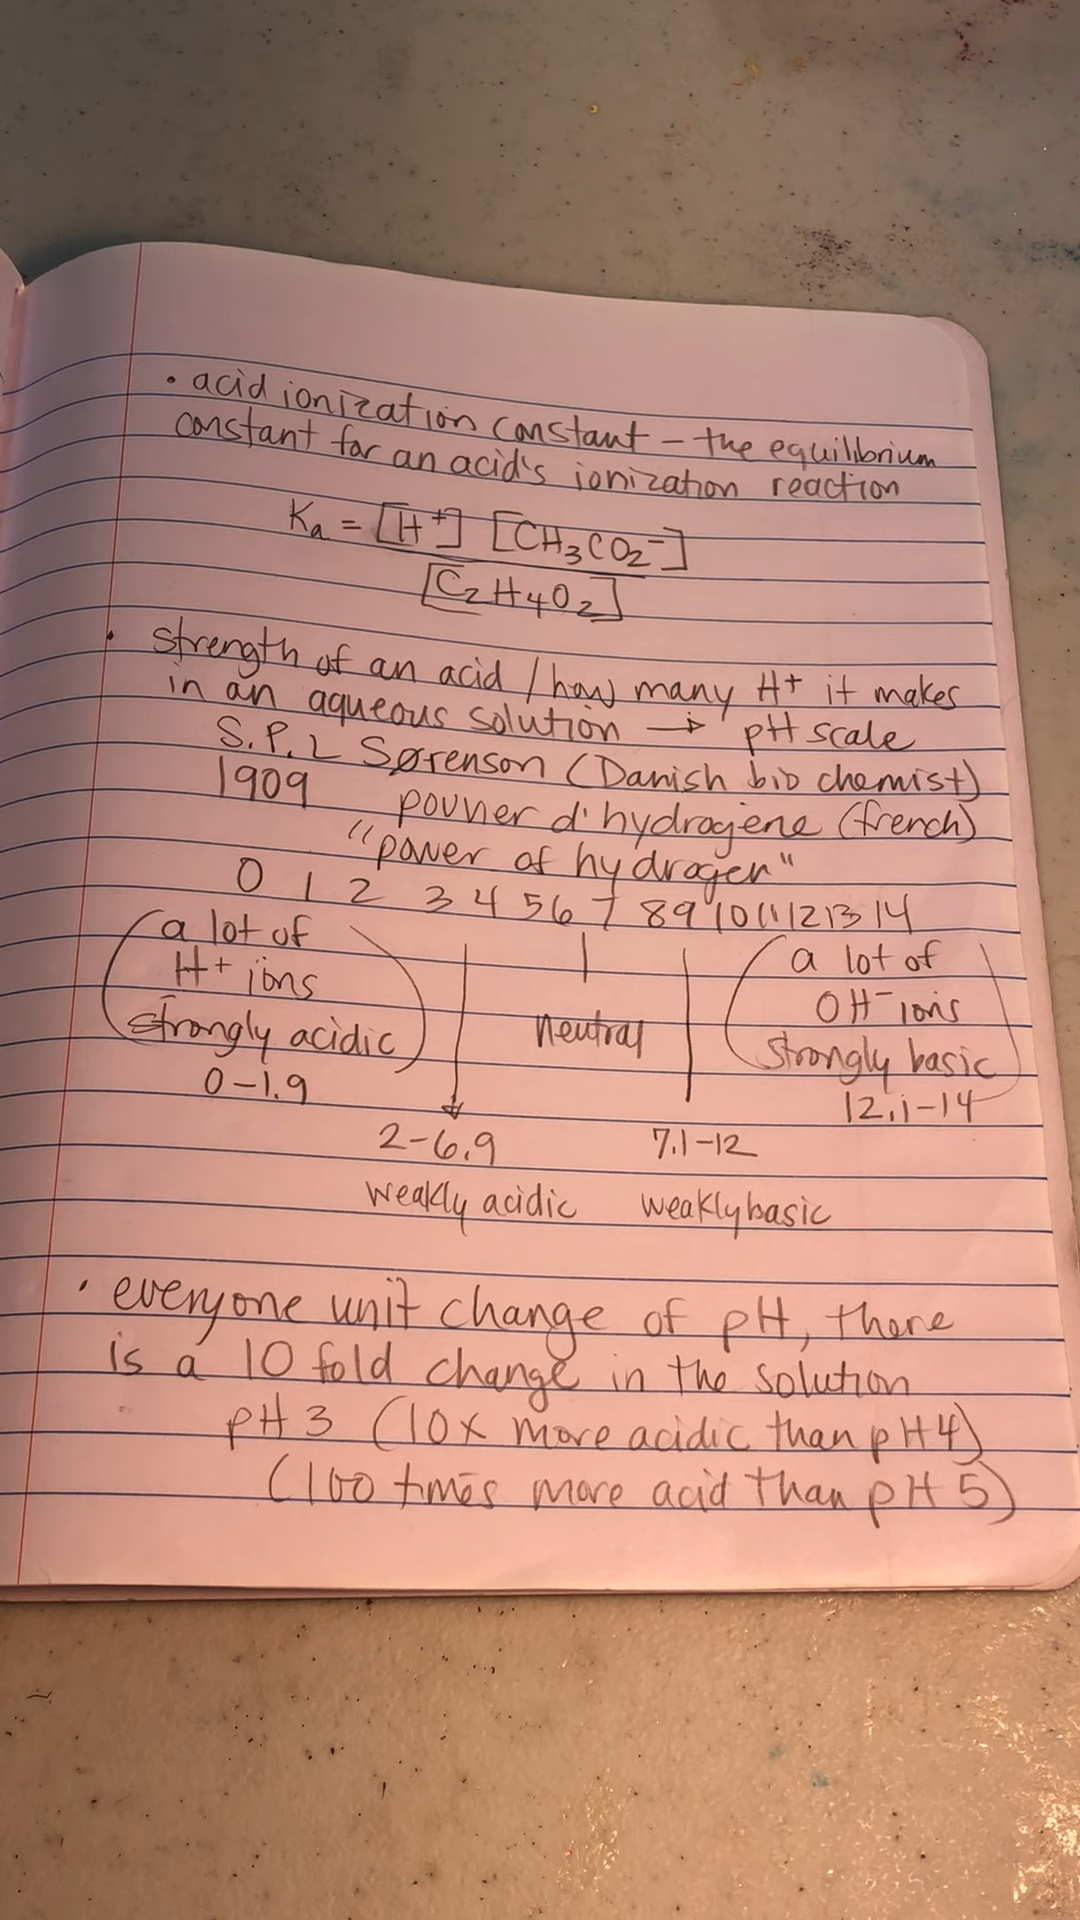 • acid ionization constant – the equilibrium
constant for an acid's ionization reaction
Ka = [H+] [CH3CO2-]
[C2H4O2]
• strength of an acid / how many H+ it makes
in an aqueous solution → pH scale
S.P.L Sørenson (Danish bio chemist)
1909 pouver d'hydrogène (french)
"power of hydrogen"
0 1 2 3 4 5 6 7 8 9 10 11 12 13 14
a lot of
H+ ions
strongly acidic
0-1.9
neutral
a lot of
OH- ions
strongly basic
12.1-14
2-6.9 7.1-12
weakly acidic weakly basic
• everyone unit change of pH, there
is a 10 fold change in the solution
pH 3 (10x more acidic than pH4)
(100 times more acid than pH 5)